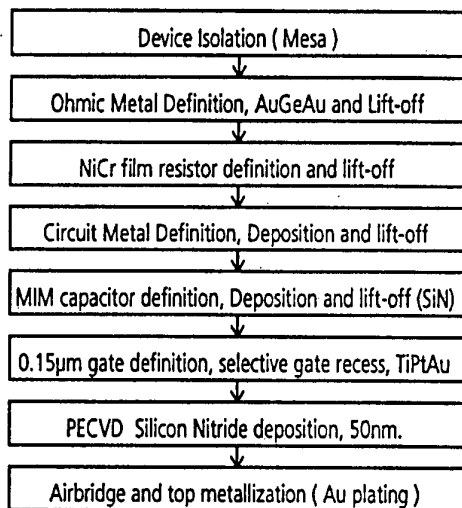 Device Isolation ( Mesa )
Ohmic Metal Definition, AuGeAu and Lift-off
NiCr film resistor definition and lift-off
Circuit Metal Definition, Deposition and lift-off
MIM capacitor definition, Deposition and lift-off (SiN)
0.15µm gate definition, selective gate recess, TiPtAu
PECVD Silicon Nitride deposition, 50nm.
Airbridge and top metallization ( Au plating )